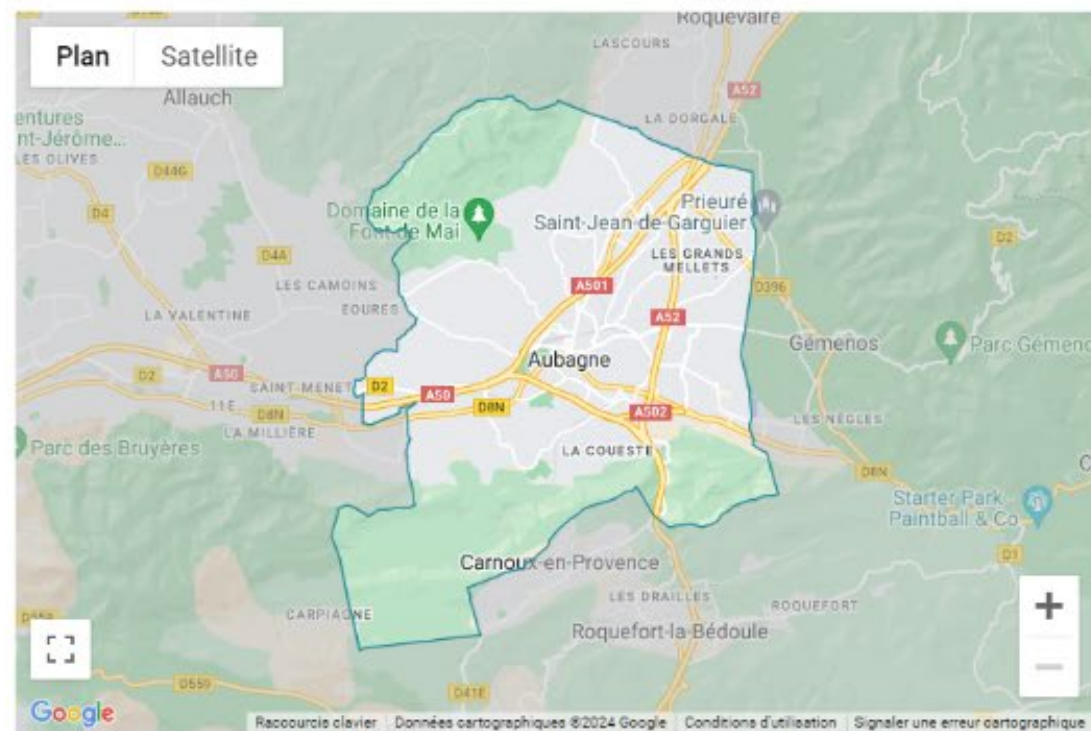 Roquevaire
Plan
Satellite
LASCOURS
A52
Allauch
LA DORGALE
nt-Jérôme...
LES OLIVES
D44G
D4
Domaine de la
Font de Mai
Prieuré
Saint-Jean-de-Garguier
D2
D4A
LES GRANDS
MELLETS
LES CAMOINS
A501
D396
LA VALENTINE
EOURES
A52
Gémenos
Parc Gémeno
Aubagne
D2
A50
SAINT-MENET
D2
A50
D8N
11E
D8N
A502
LES NÈGLES
LA MILLIÈRE
Parc des Bruyères
LA COUESTE
D8N
Starter Park
Paintball & Co
Carnoux-en-Provence
D1
LES DRAILLES
ROQUEFORT
CARPIAGNE
D559
Roquefort-la-Bédoule
D559
D41E
Google
Raccourcis clavier
Données cartographiques ©2024 Google
Conditions d'utilisation
Signaler une erreur cartographique